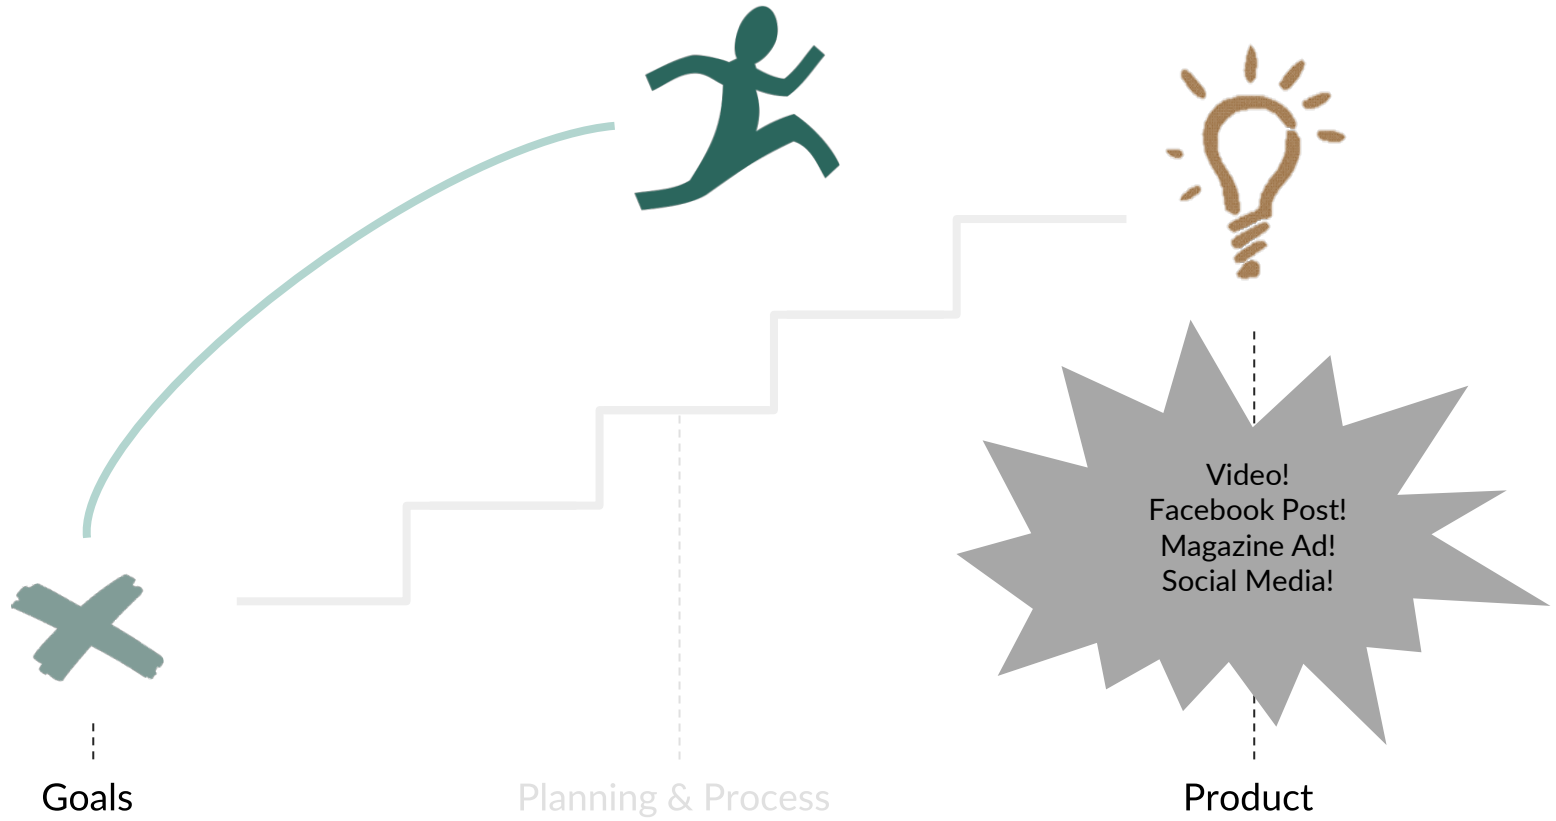 Video!
Facebook Post!
Magazine Ad!
Social Media!
Goals
Planning & Process
Product